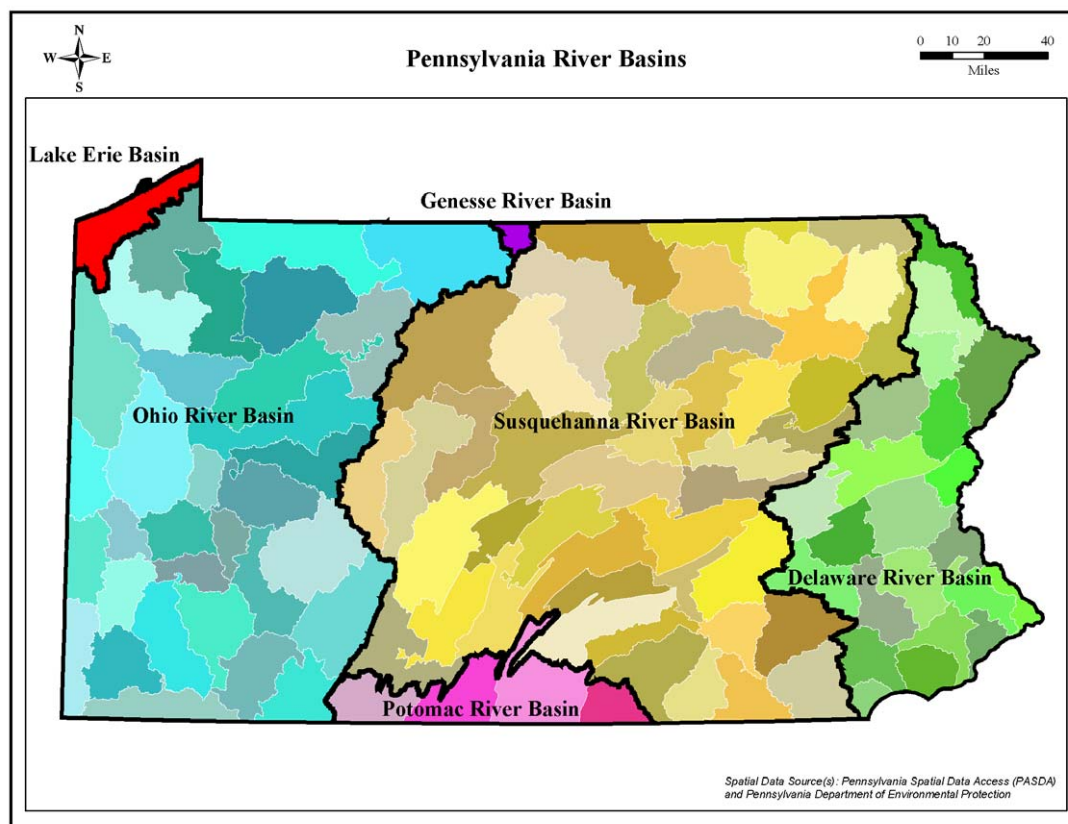 N
W E
S
Pennsylvania River Basins
0 10 20 40
Miles
Lake Erie Basin
Genesse River Basin
Ohio River Basin
Susquehanna River Basin
Delaware River Basin
Potomac River Basin
Spatial Data Source(s): Pennsylvania Spatial Data Access (PASDA)
and Pennsylvania Department of Environmental Protection